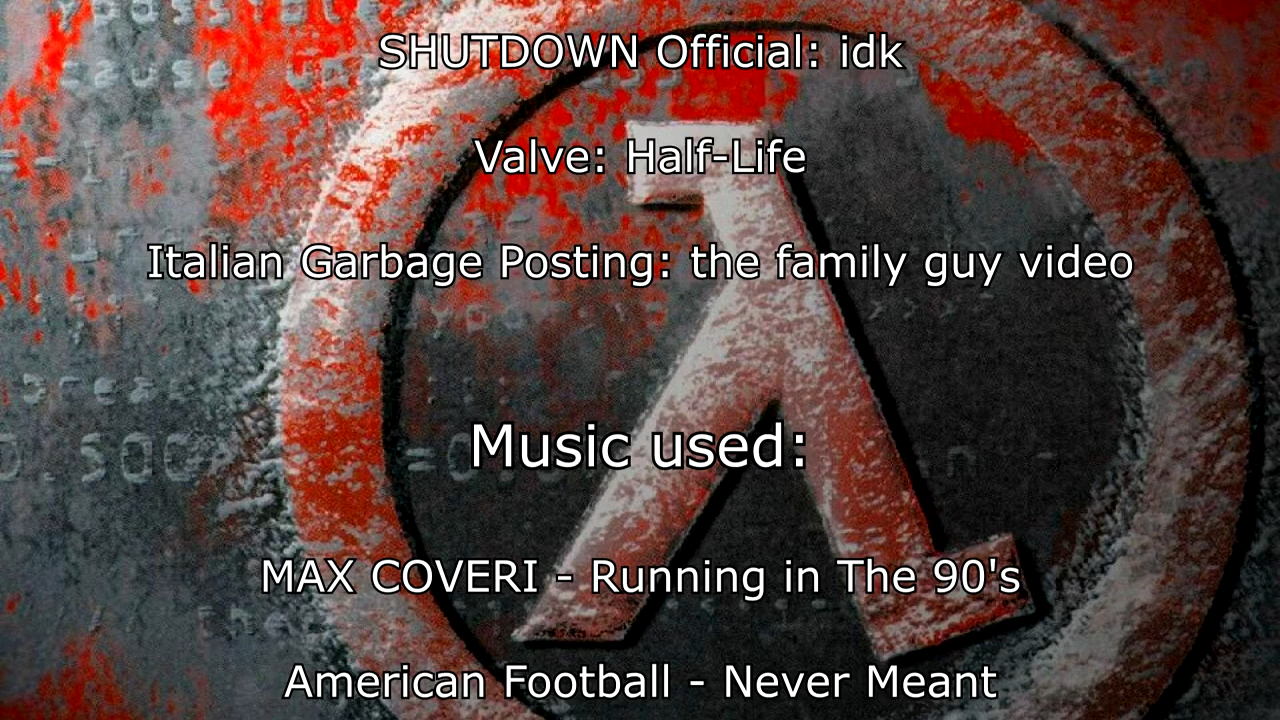 SHUTDOWN Official: idk
Valve: Half-Life
Italian Garbage Posting: the family guy video
Music used:
MAX COVERI - Running in The 90's
American Football - Never Meant